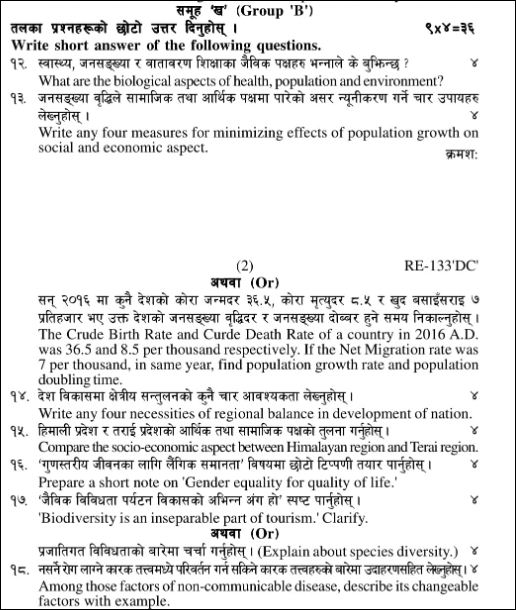 समूह 'ख' (Group 'B')
तलका प्रश्नहरूको छोटो उत्तर दिनुहोस् । ९×४=३६
Write short answer of the following questions.
१२. स्वास्थ्य, जनसङ्ख्या र वातावरण शिक्षाका जैविक पक्षहरु भन्नाले के बुझिन्छ ? ४
What are the biological aspects of health, population and environment?
१३. जनसङ्ख्या वृद्धिले सामाजिक तथा आर्थिक पक्षमा पारेको असर न्यूनीकरण गर्ने चार उपायहरु
लेख्नुहोस् । ४
Write any four measures for minimizing effects of population growth on
social and economic aspect.
क्रमश:
(2) RE-133'DC'
अथवा (Or)
सन् २०१६ मा कुनै देशको कोरा जन्मदर ३६.५, कोरा मृत्युदर ८.५ र खुद बसाइँसराइ ७
प्रतिहजार भए उक्त देशको जनसङ्ख्या वृद्धिदर र जनसङ्ख्या दोब्बर हुने समय निकाल्नुहोस् ।
The Crude Birth Rate and Curde Death Rate of a country in 2016 A.D.
was 36.5 and 8.5 per thousand respectively. If the Net Migration rate was
7 per thousand, in same year, find population growth rate and population
doubling time.
१४. देश विकासमा क्षेत्रीय सन्तुलनको कुनै चार आवश्यकता लेख्नुहोस् । ४
Write any four necessities of regional balance in development of nation.
१५. हिमाली प्रदेश र तराई प्रदेशको आर्थिक तथा सामाजिक पक्षको तुलना गर्नुहोस् । ४
Compare the socio-economic aspect between Himalayan region and Terai region.
१६. 'गुणस्तरीय जीवनका लागि लैंगिक समानता' विषयमा छोटो टिप्पणी तयार पार्नुहोस् । ४
Prepare a short note on 'Gender equality for quality of life.'
१७. 'जैविक विविधता पर्यटन विकासको अभिन्न अंग हो' स्पष्ट पार्नुहोस् । ४
'Biodiversity is an inseparable part of tourism.' Clarify.
अथवा (Or)
प्रजातिगत विविधताको बारेमा चर्चा गर्नुहोस् । (Explain about species diversity.) ४
१८. नसर्ने रोग लाग्ने कारक तत्त्वमध्ये परिवर्तन गर्न सकिने कारक तत्त्वहरुको बारेमा उदाहरणसहित लेख्नुहोस् । ४
Among those factors of non-communicable disease, describe its changeable
factors with example.